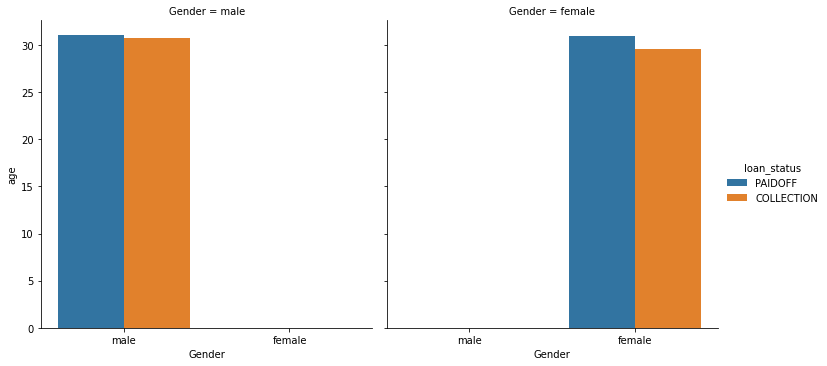 Gender = male
Gender = female
30
25
20
15
10
5
0
age
male
female
male
female
Gender
Gender
loan_status
PAIDOFF
COLLECTION